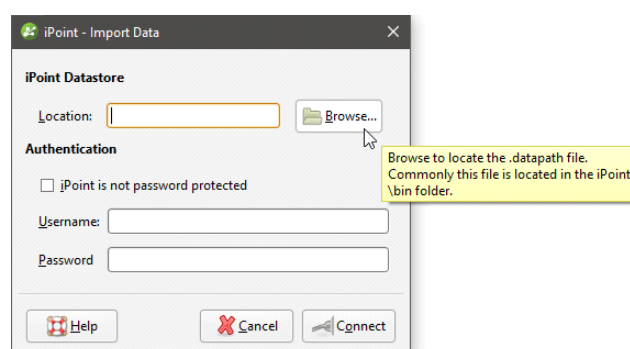 iPoint - Import Data
iPoint Datastore
Location:
Browse...
Authentication
Browse to locate the .datapath file.
Commonly this file is located in the iPoint
\bin folder.
iPoint is not password protected
Username:
Password
Help
Cancel
Connect